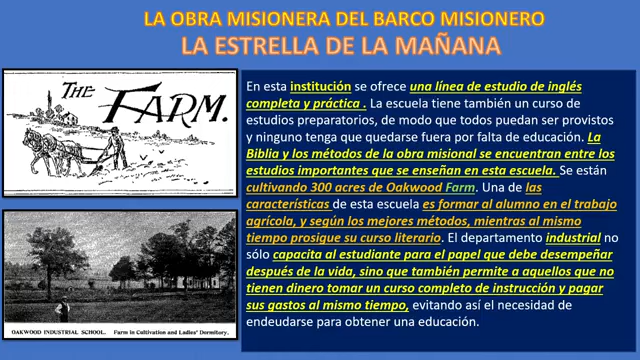 LA OBRA MISIONERA DEL BARCO MISIONERO
LA ESTRELLA DE LA MAÑANA
THE FARM.
OAKWOOD INDUSTRIAL SCHOOL. Farm in Cultivation and Ladies' Dormitory.
En esta institución se ofrece una línea de estudio de inglés
completa y práctica . La escuela tiene también un curso de
estudios preparatorios, de modo que todos puedan ser provistos
y ninguno tenga que quedarse fuera por falta de educación. La
Biblia y los métodos de la obra misional se encuentran entre los
estudios importantes que se enseñan en esta escuela. Se están
cultivando 300 acres de Oakwood Farm. Una de las
características de esta escuela es formar al alumno en el trabajo
agrícola, y según los mejores métodos, mientras al mismo
tiempo prosigue su curso literario. El departamento industrial no
sólo capacita al estudiante para el papel que debe desempeñar
después de la vida, sino que también permite a aquellos que no
tienen dinero tomar un curso completo de instrucción y pagar
sus gastos al mismo tiempo, evitando así el necesidad de
endeudarse para obtener una educación.